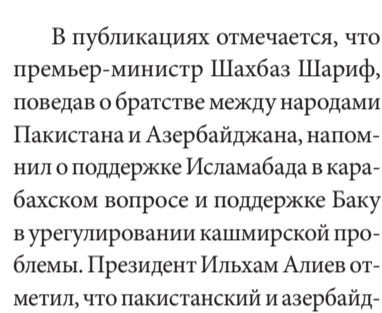 В публикациях отмечается, что
премьер-министр Шахбаз Шариф,
поведав о братстве между народами
Пакистана и Азербайджана, напом-
нил о поддержке Исламабада в кара-
бахском вопросе и поддержке Баку
в урегулировании кашмирской про-
блемы. Президент Ильхам Алиев от-
метил, что пакистанский и азербайд-